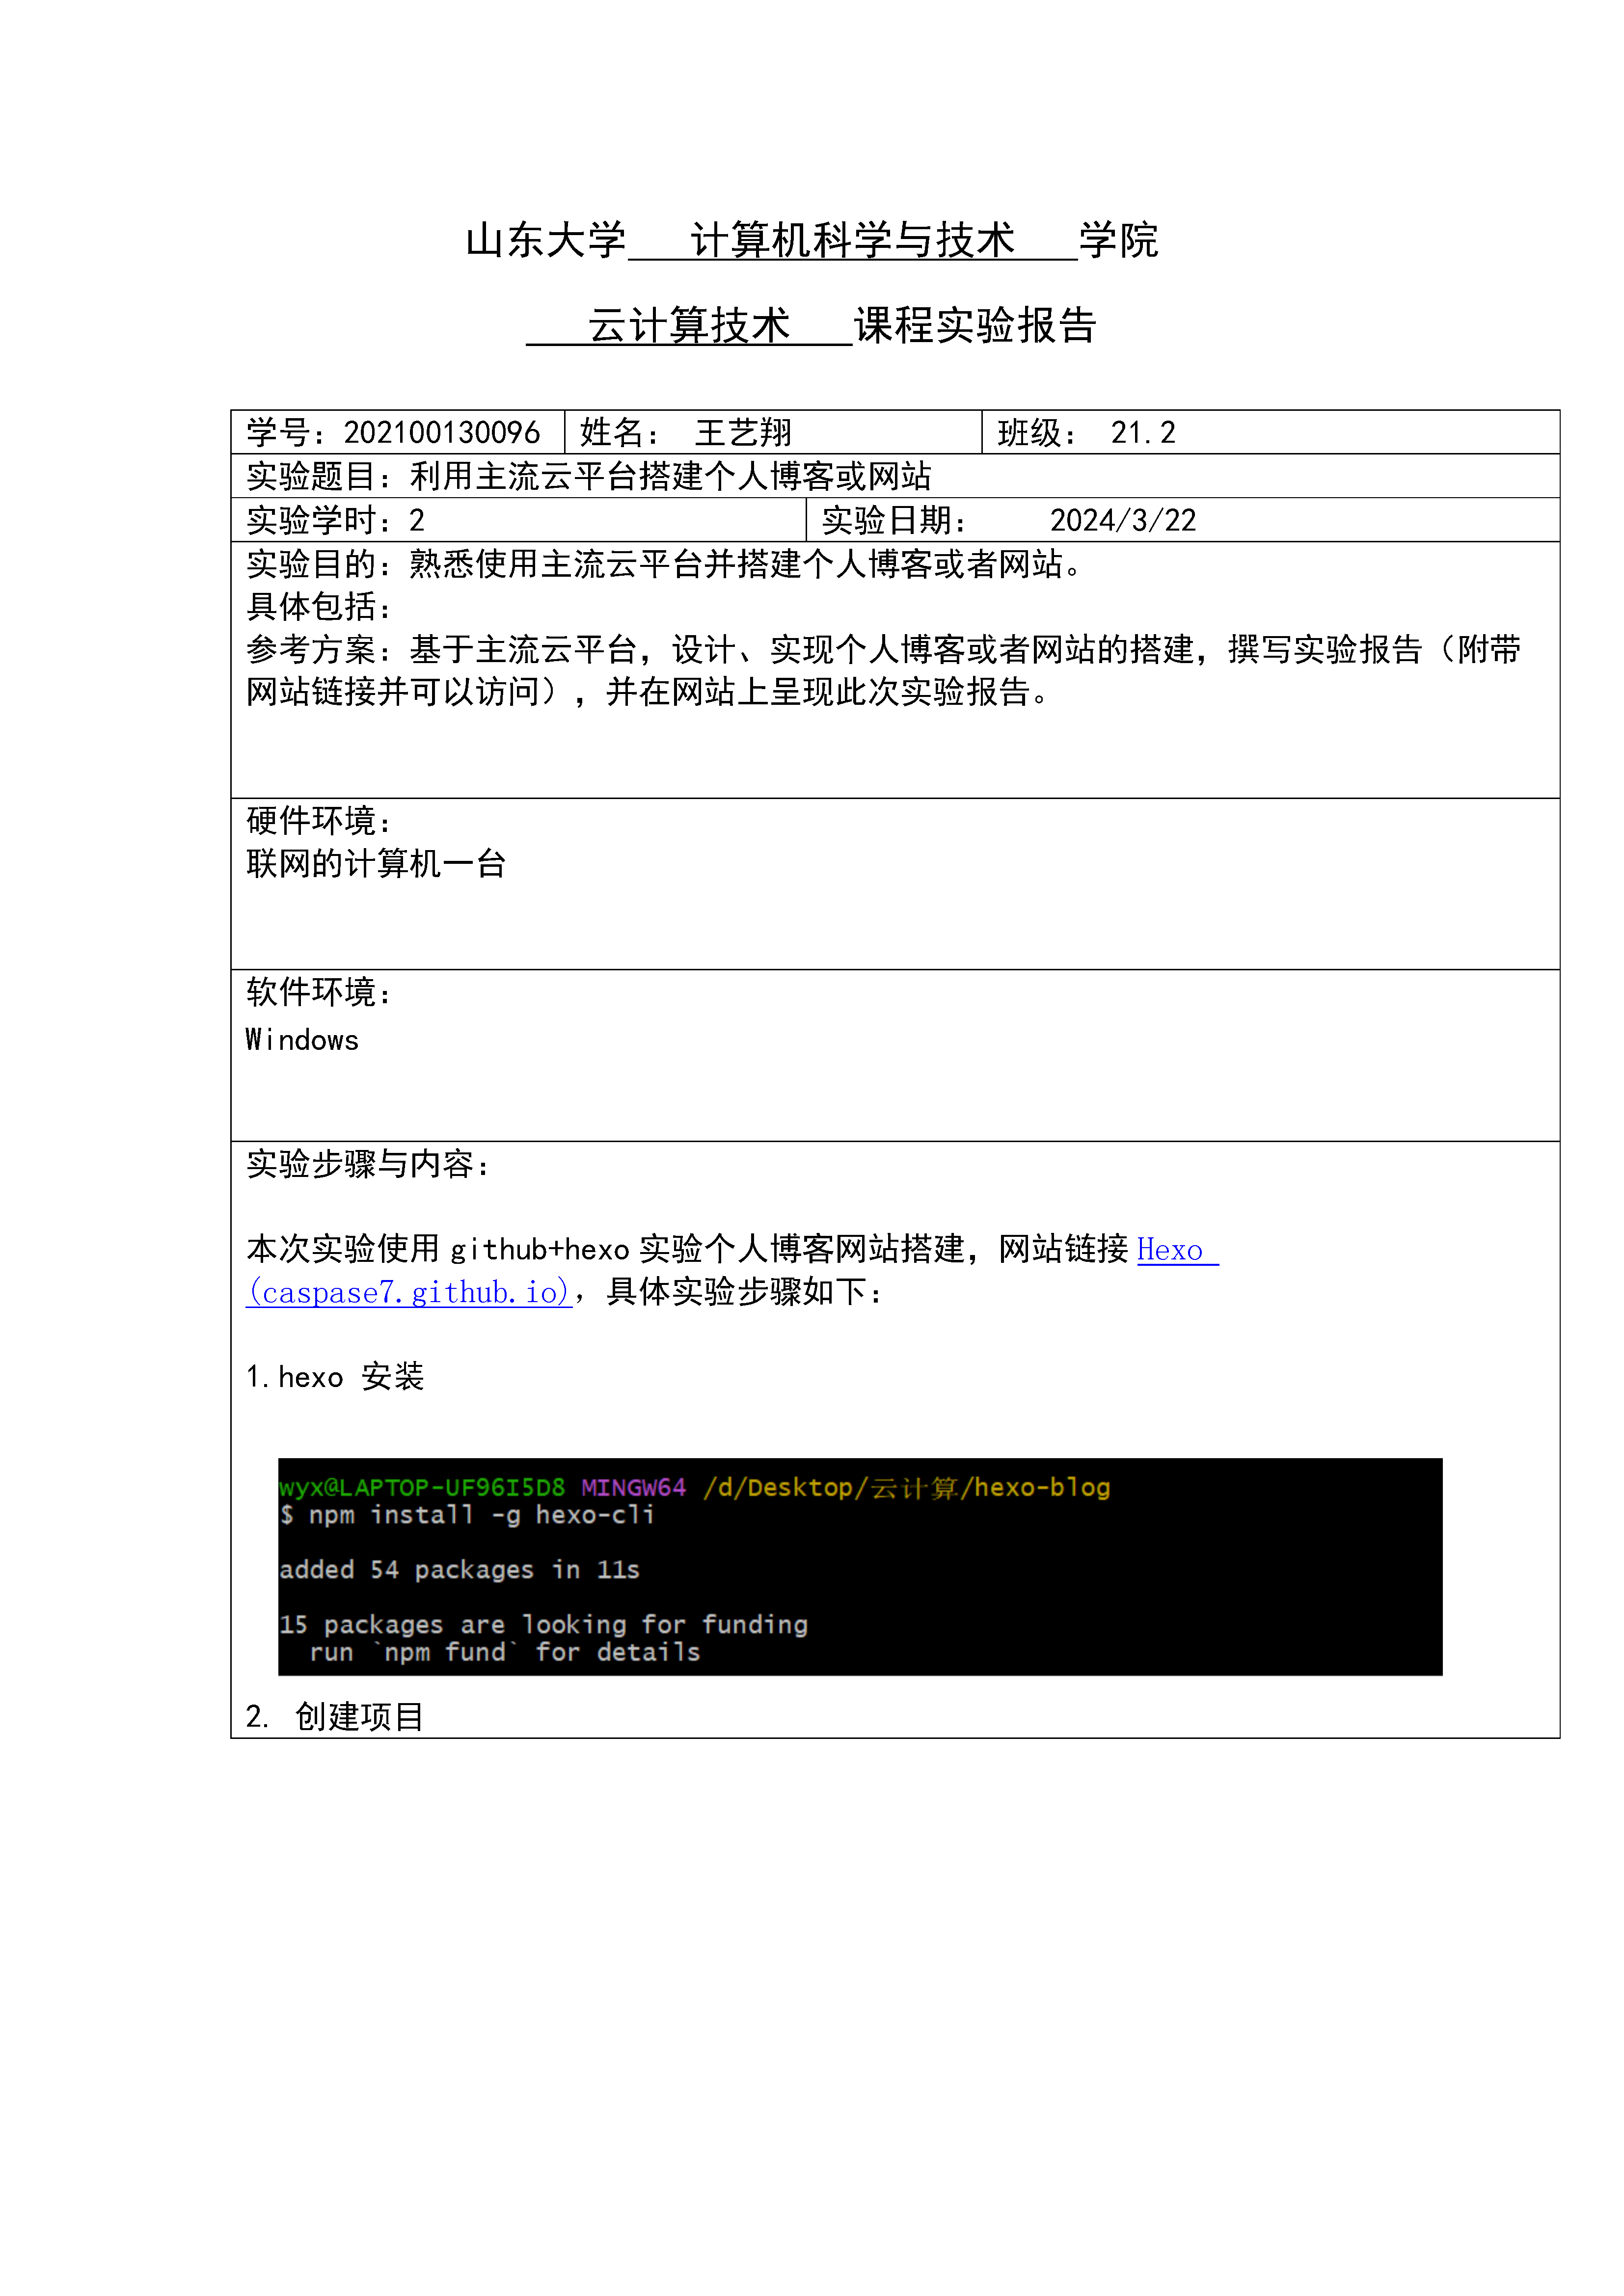 山东大学 计算机科学与技术 学院
云计算技术 课程实验报告
学号：202100130096 姓名： 王艺翔 班级： 21.2
实验题目：利用主流云平台搭建个人博客或网站
实验学时：2 实验日期： 2024/3/22
实验目的：熟悉使用主流云平台并搭建个人博客或者网站。
具体包括：
参考方案：基于主流云平台，设计、实现个人博客或者网站的搭建，撰写实验报告（附带
网站链接并可以访问），并在网站上呈现此次实验报告。
硬件环境：
联网的计算机一台
软件环境：
Windows
实验步骤与内容：
本次实验使用 github+hexo 实验个人博客网站搭建，网站链接 Hexo
(caspase7.github.io)，具体实验步骤如下：
1.hexo 安装
wyx@LAPTOP-UF96I5D8 MINGW64 /d/Desktop/云计算/hexo-blog
$ npm install -g hexo-cli
added 54 packages in 11s
15 packages are looking for funding
run `npm fund` for details
2. 创建项目